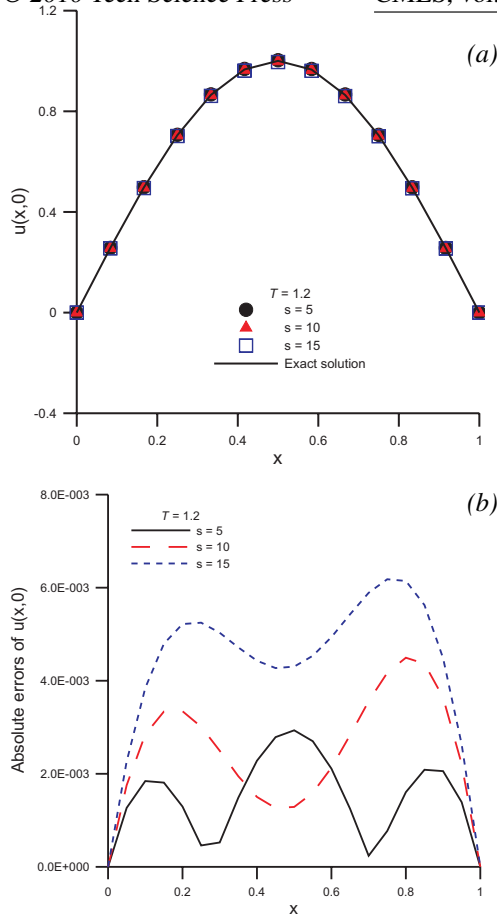 © 2010 Tech Science Press CMES, vol.
1.2
(a)
0.8
u(x,0)
0.4
T = 1.2
s = 5
0
s = 10
s = 15
Exact solution
-0.4
0 0.2 0.4 0.6 0.8 1
x
8.0E-003
(b)
T = 1.2
s = 5
s = 10
s = 15
6.0E-003
Absolute errors of u(x,0)
4.0E-003
2.0E-003
0.0E+000
0 0.2 0.4 0.6 0.8 1
x